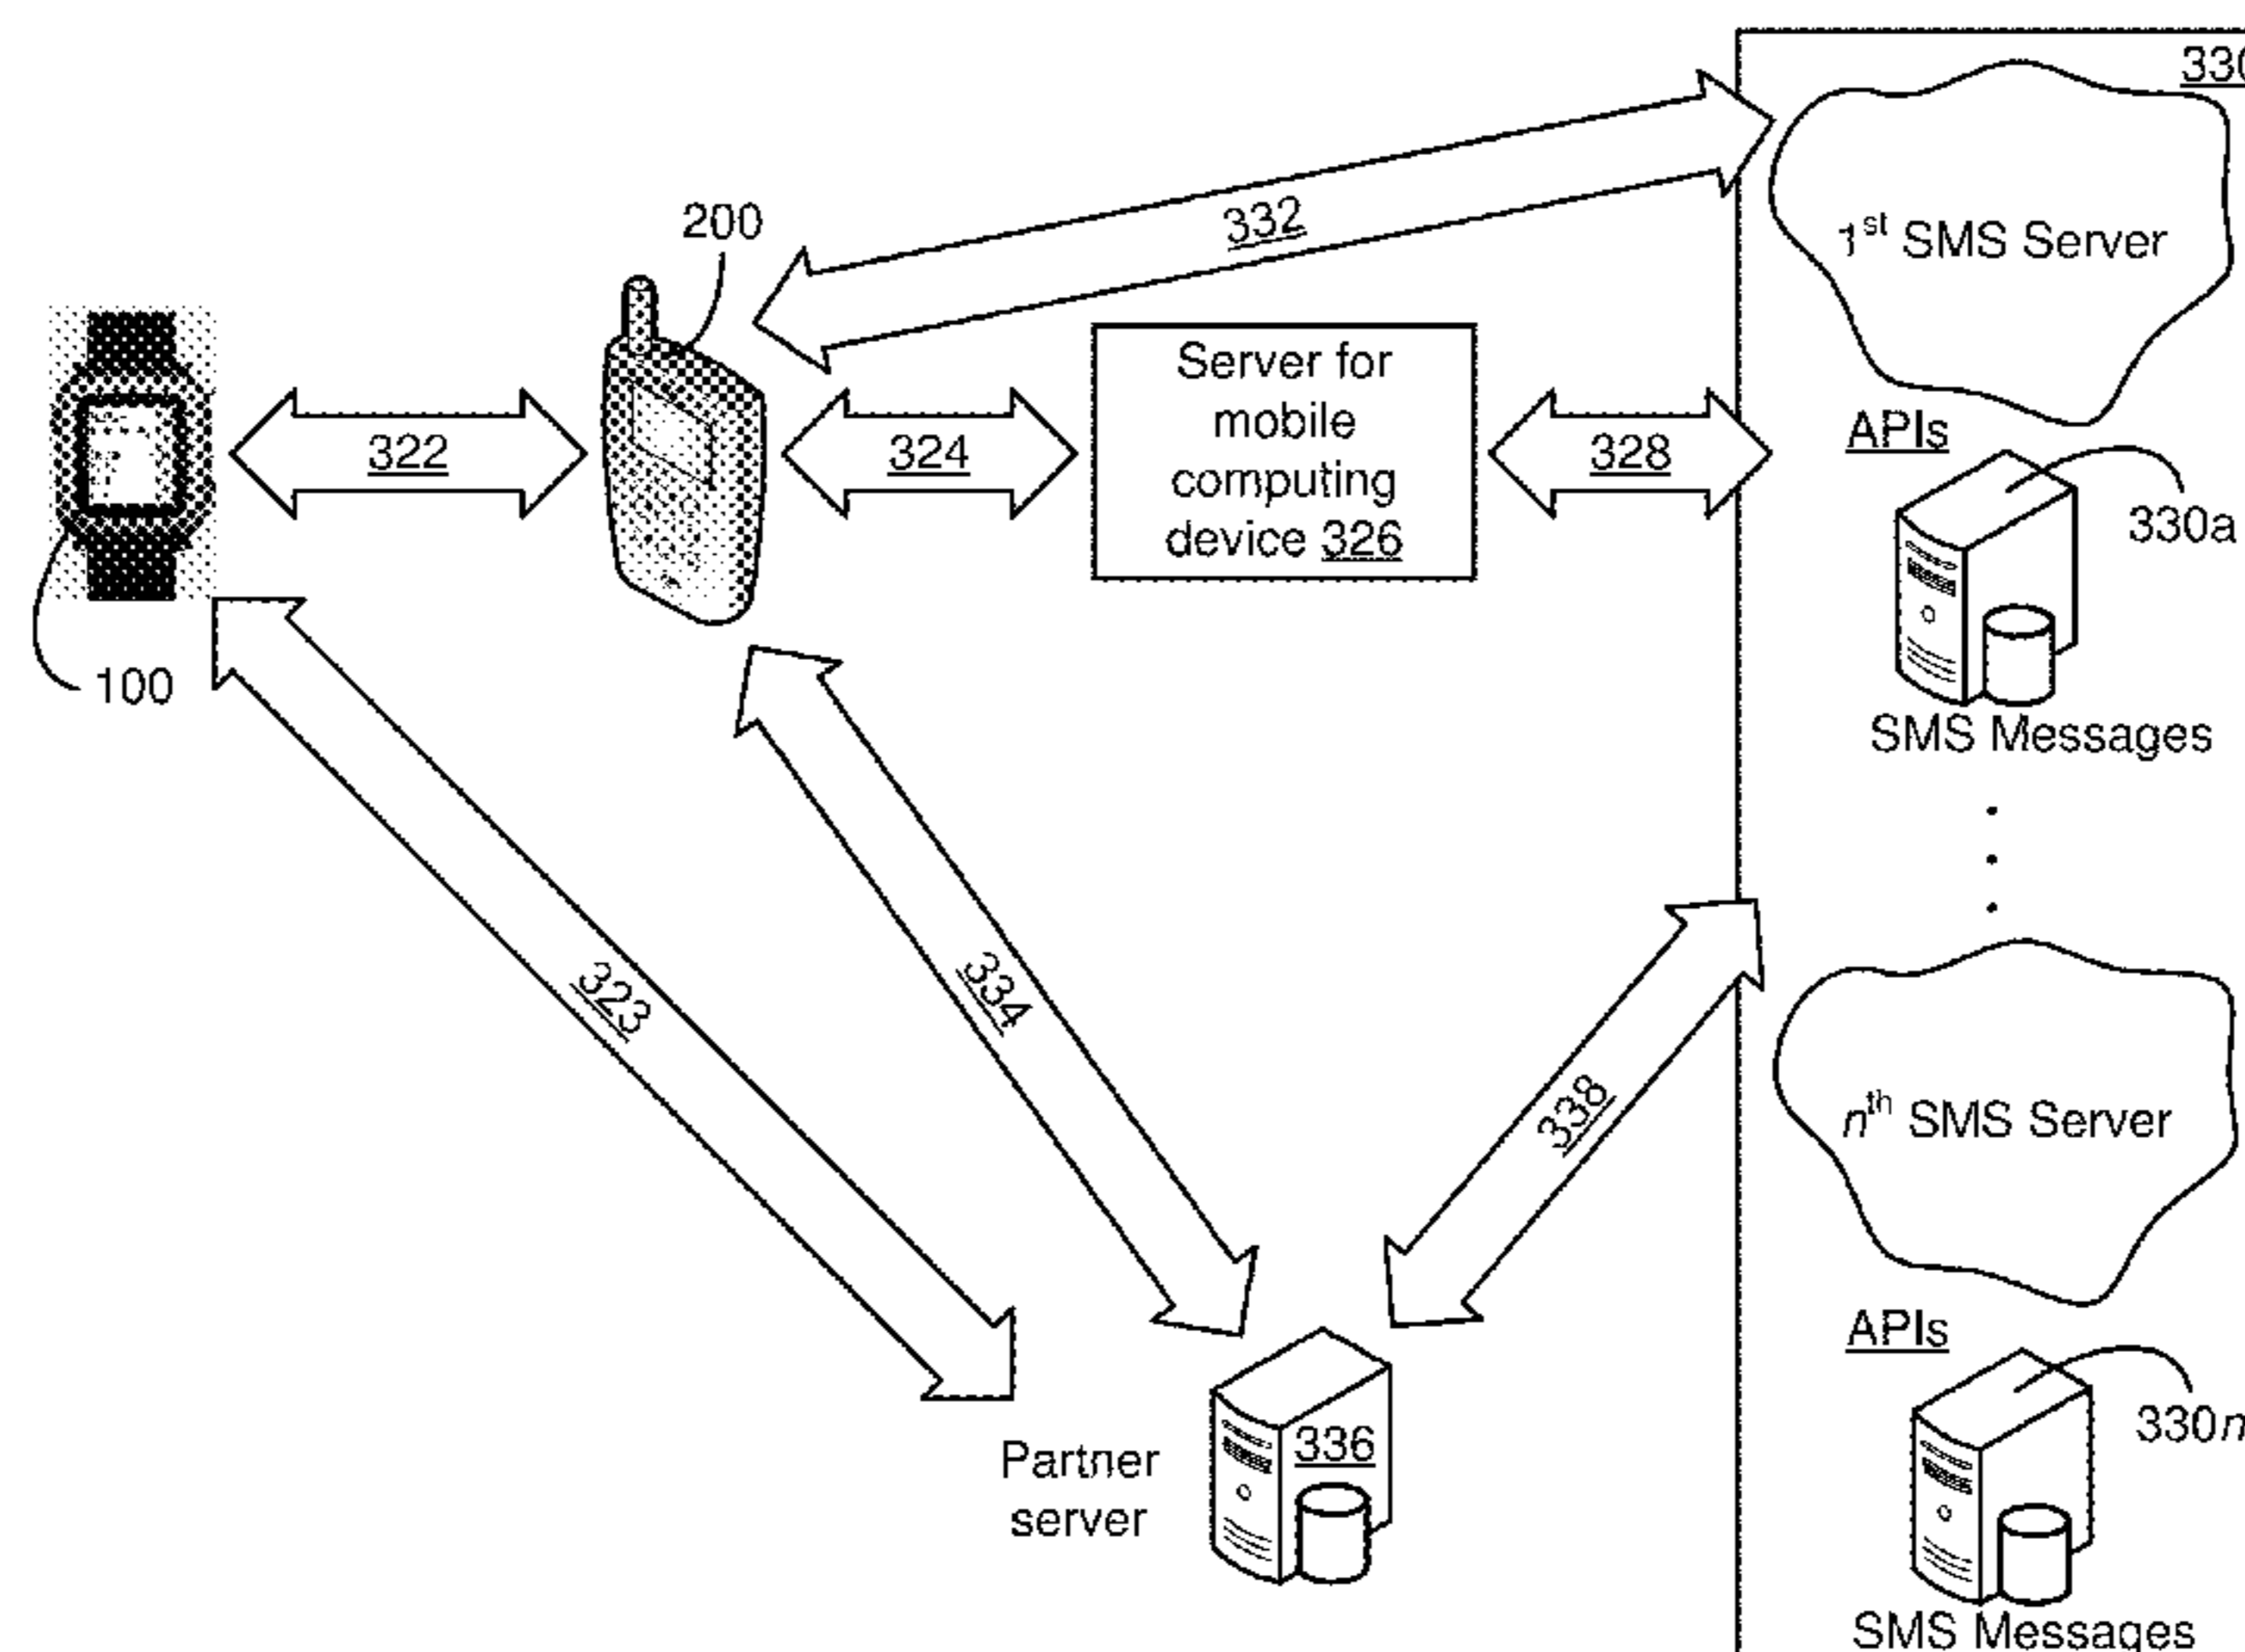 330
200
332
1st SMS Server
Server for
mobile
computing
device 326
322
324
328
APIs
330a
100
SMS Messages
323
334
338
nth SMS Server
APIs
330n
Partner
server
336
SMS Messages